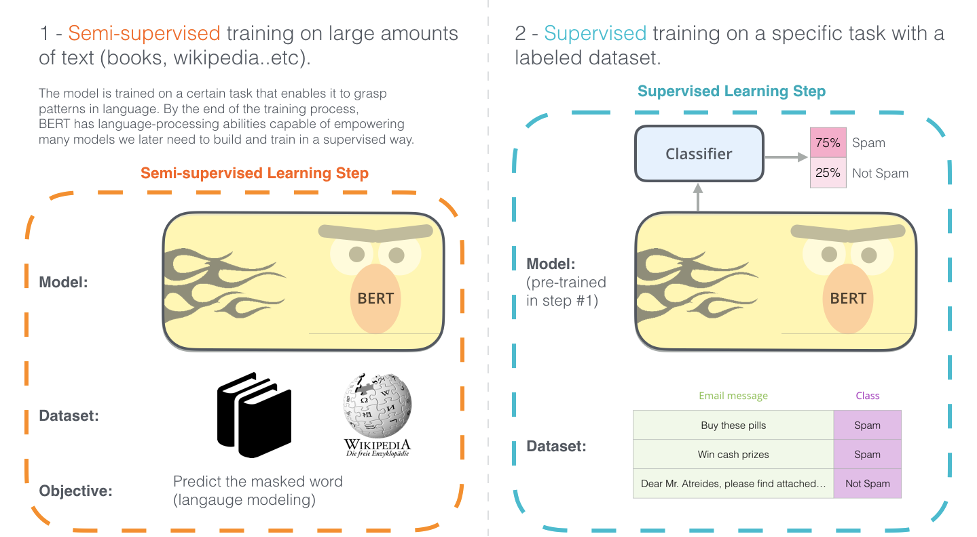 1 - Semi-supervised training on large amounts
of text (books, wikipedia..etc).
The model is trained on a certain task that enables it to grasp
patterns in language. By the end of the training process,
BERT has language-processing abilities capable of empowering
many models we later need to build and train in a supervised way.
Semi-supervised Learning Step
Model:
BERT
Dataset:
WIKIPEDIA
Die freie Enzyklopädie
Objective:
Predict the masked word
(langauge modeling)
2 - Supervised training on a specific task with a
labeled dataset.
Supervised Learning Step
Classifier
75% Spam
25% Not Spam
Model:
(pre-trained
in step #1)
BERT
Dataset:
Email message Class
Buy these pills Spam
Win cash prizes Spam
Dear Mr. Atreides, please find attached... Not Spam